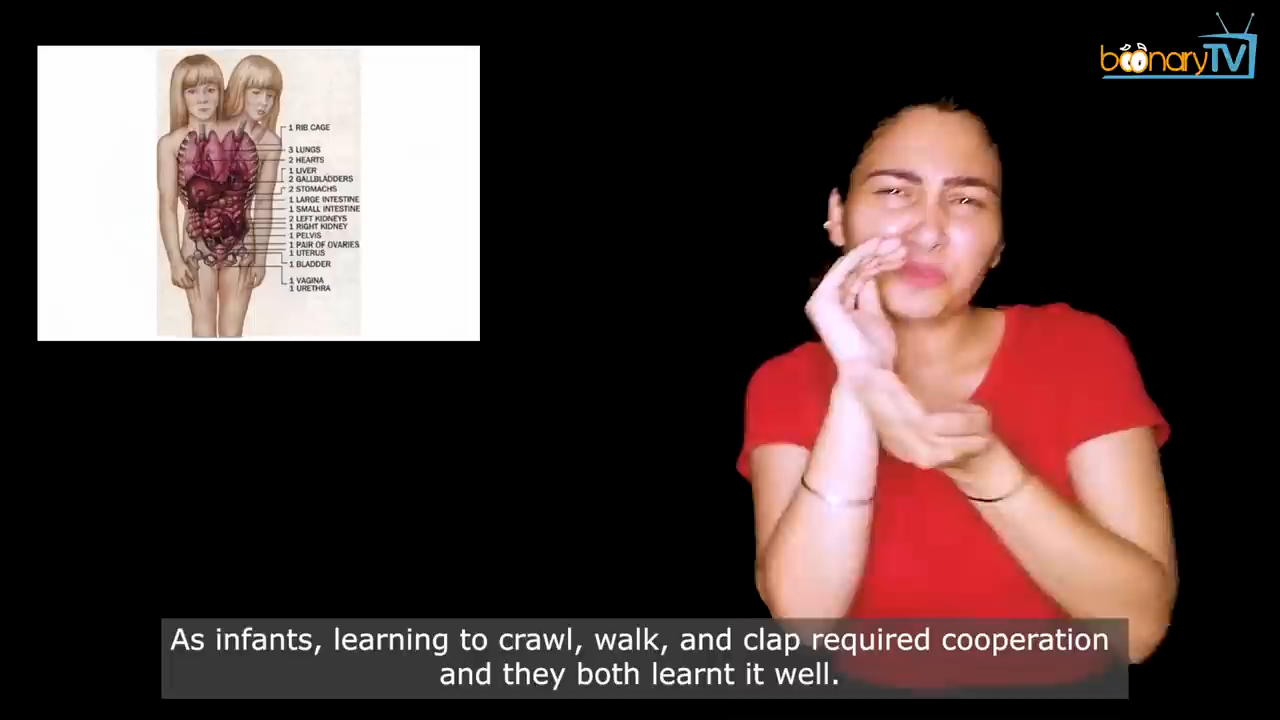 boonaryTV
1 RIB CAGE
3 LUNGS
2 HEARTS
1 LIVER
2 GALLBLADDERS
2 STOMACHS
1 LARGE INTESTINE
1 SMALL INTESTINE
2 LEFT KIDNEYS
1 RIGHT KIDNEY
1 PELVIS
1 PAIR OF OVARIES
1 UTERUS
1 BLADDER
1 VAGINA
1 URETHRA
As infants, learning to crawl, walk, and clap required cooperation
and they both learnt it well.